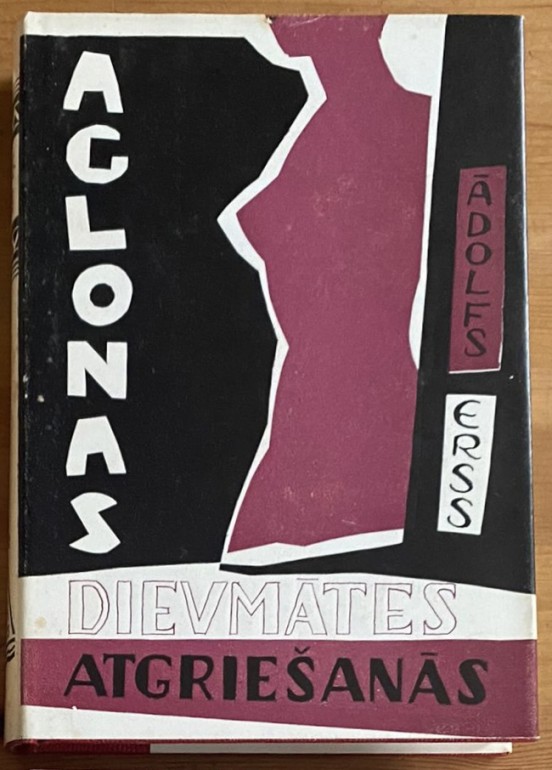 AGLONAS
ĀDOLFS
ERSS
DIEVMĀTES
ATGRIEŠANĀS